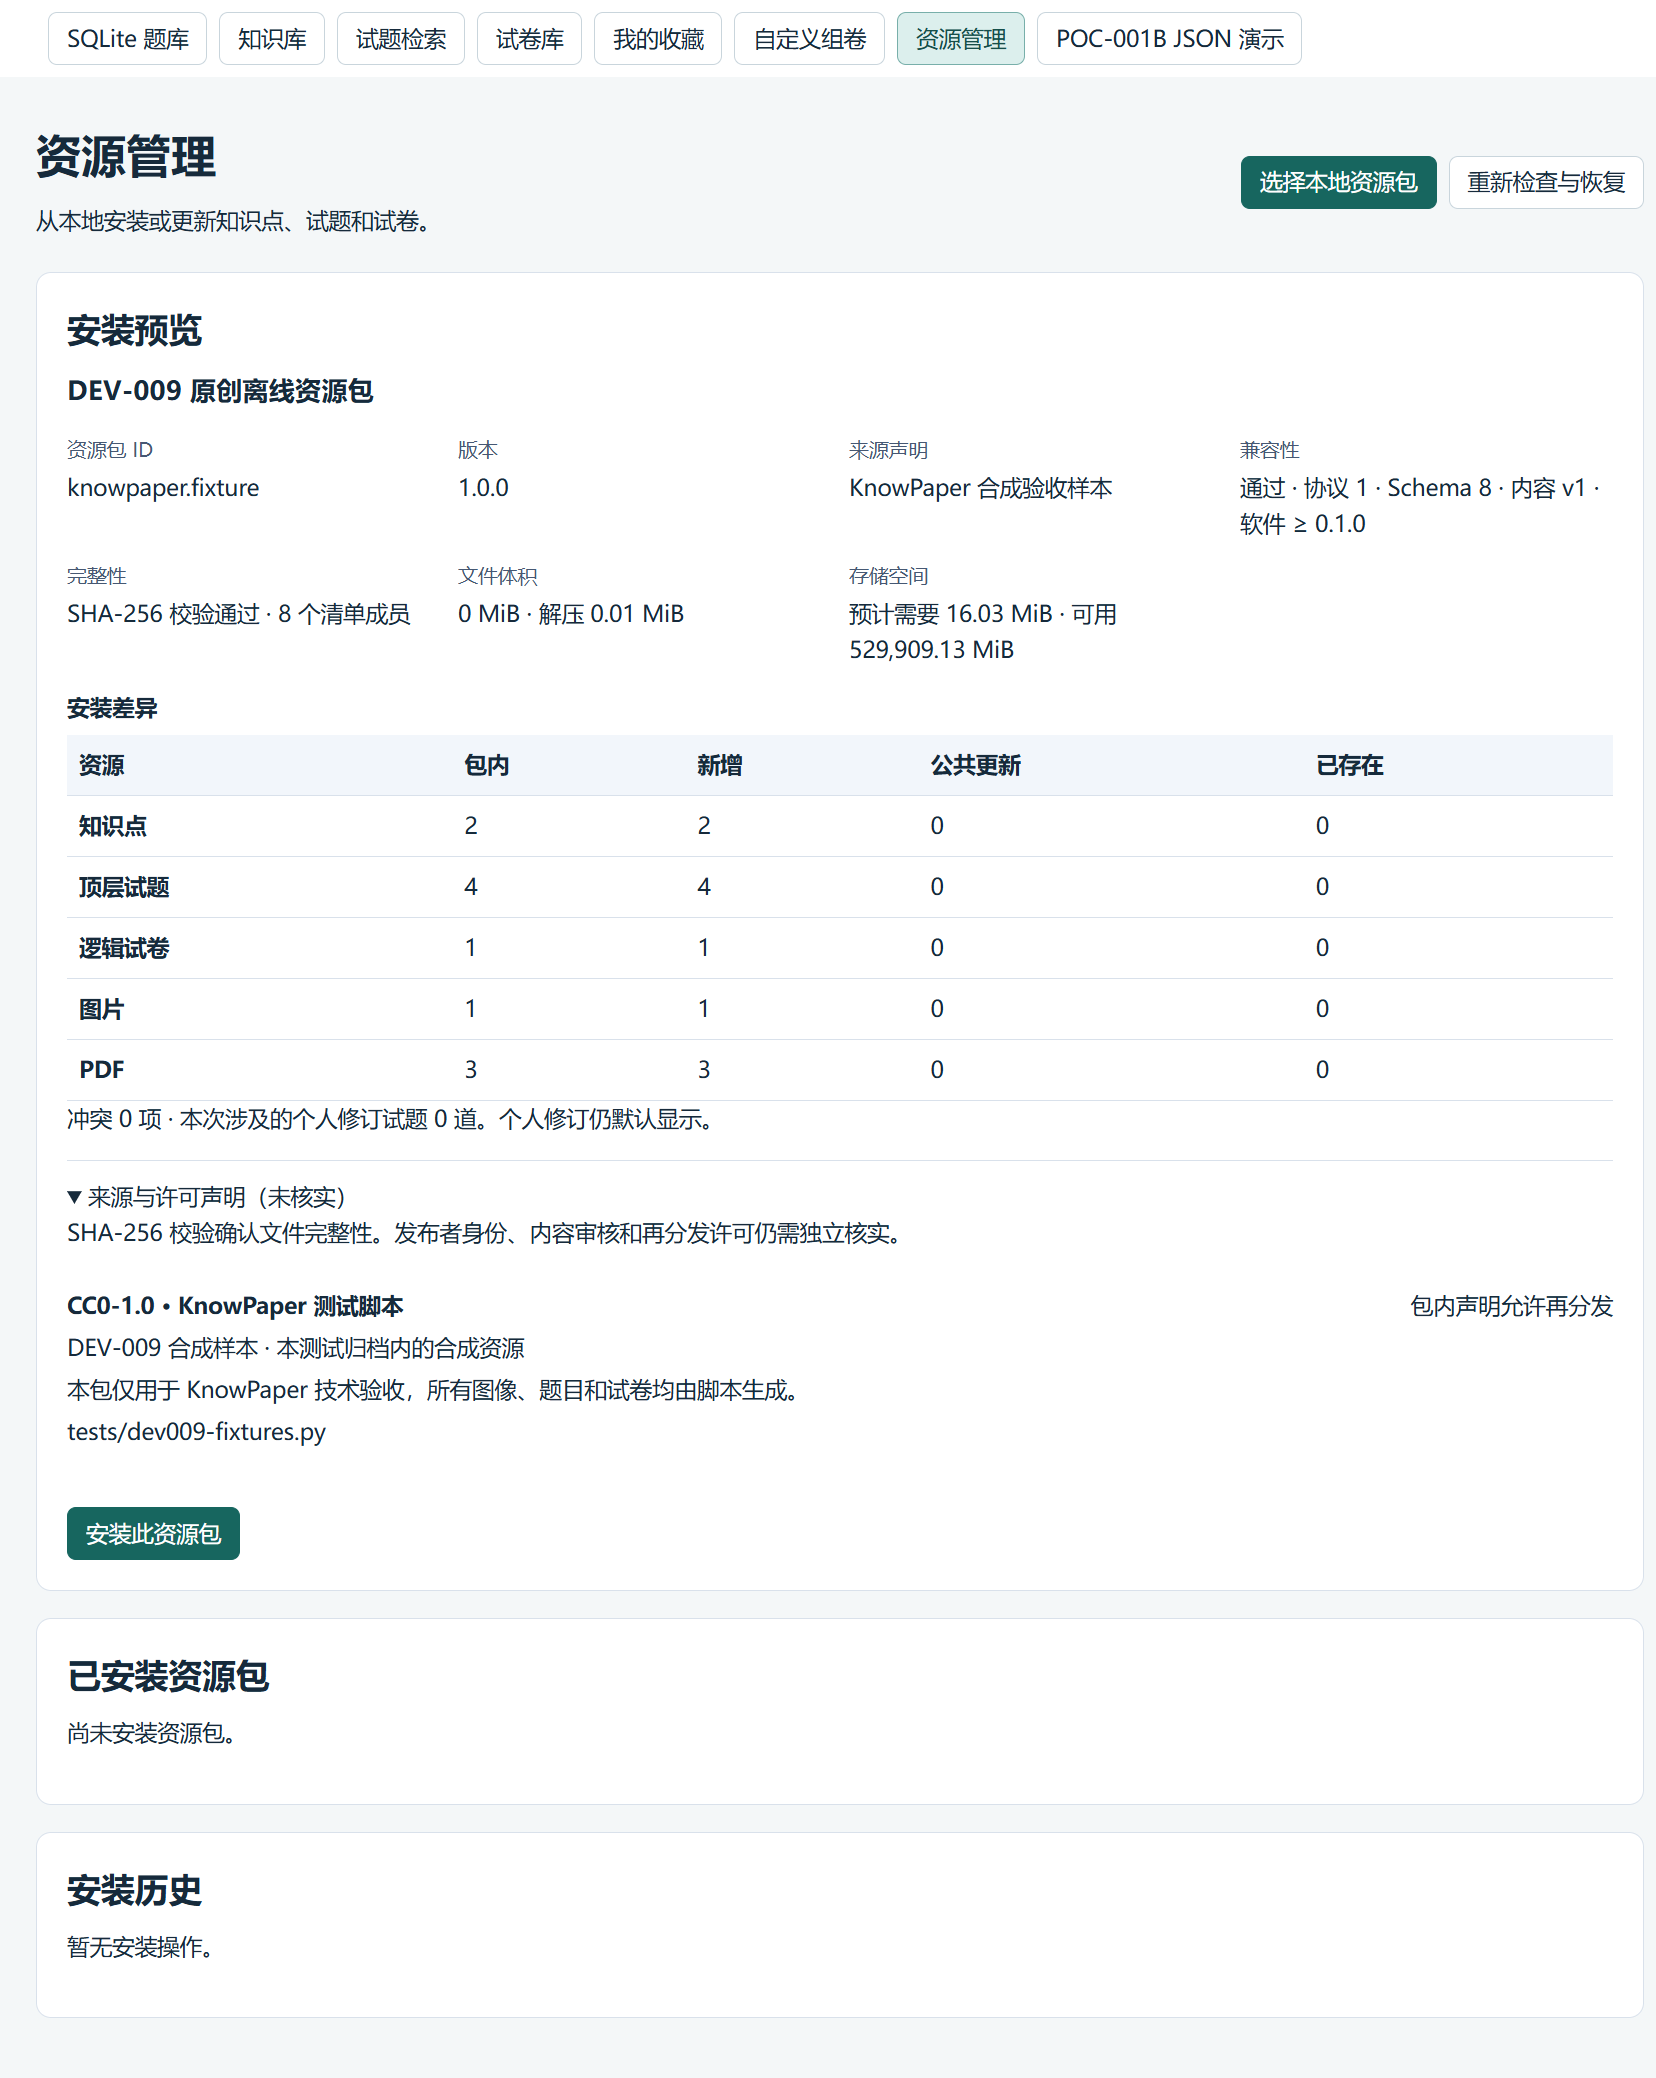 SQLite 题库 知识库 试题检索 试卷库 我的收藏 自定义组卷 资源管理 POC-001B JSON 演示
资源管理
选择本地资源包 重新检查与恢复
从本地安装或更新知识点、试题和试卷。
安装预览
DEV-009 原创离线资源包
资源包 ID 版本 来源声明 兼容性
knowpaper.fixture 1.0.0 KnowPaper 合成验收样本 通过 · 协议 1 · Schema 8 · 内容 v1 ·
软件 ≥ 0.1.0
完整性 文件体积 存储空间
SHA-256 校验通过 · 8 个清单成员 0 MiB · 解压 0.01 MiB 预计需要 16.03 MiB · 可用
529,909.13 MiB
安装差异
资源 包内 新增 公共更新 已存在
知识点 2 2 0 0
顶层试题 4 4 0 0
逻辑试卷 1 1 0 0
图片 1 1 0 0
PDF 3 3 0 0
冲突 0 项 · 本次涉及的个人修订试题 0 道。个人修订仍默认显示。
▼ 来源与许可声明（未核实）
SHA-256 校验确认文件完整性。发布者身份、内容审核和再分发许可仍需独立核实。
CC0-1.0 • KnowPaper 测试脚本 包内声明允许再分发
DEV-009 合成样本 · 本测试归档内的合成资源
本包仅用于 KnowPaper 技术验收，所有图像、题目和试卷均由脚本生成。
tests/dev009-fixtures.py
安装此资源包
已安装资源包
尚未安装资源包。
安装历史
暂无安装操作。